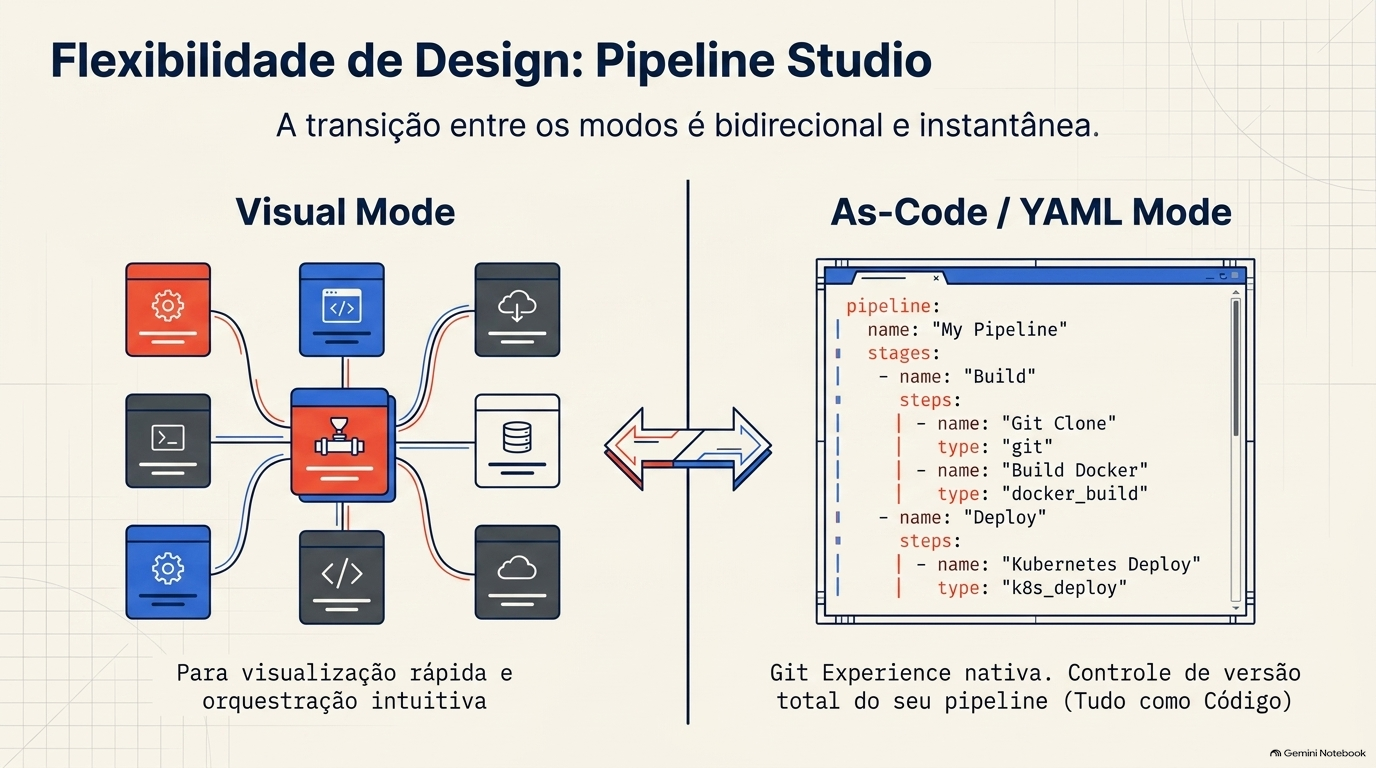 Flexibilidade de Design: Pipeline Studio
A transição entre os modos é bidirecional e instantânea.
Visual Mode
</>
</>
>_
Para visualização rápida e
orquestração intuitiva
As-Code / YAML Mode
×
pipeline:
  name: "My Pipeline"
  stages:
   - name: "Build"
     steps:
      - name: "Git Clone"
        type: "git"
      - name: "Build Docker"
        type: "docker_build"
   - name: "Deploy"
     steps:
      - name: "Kubernetes Deploy"
        type: "k8s_deploy"
Git Experience nativa. Controle de versão
total do seu pipeline (Tudo como Código)
Gemini Notebook